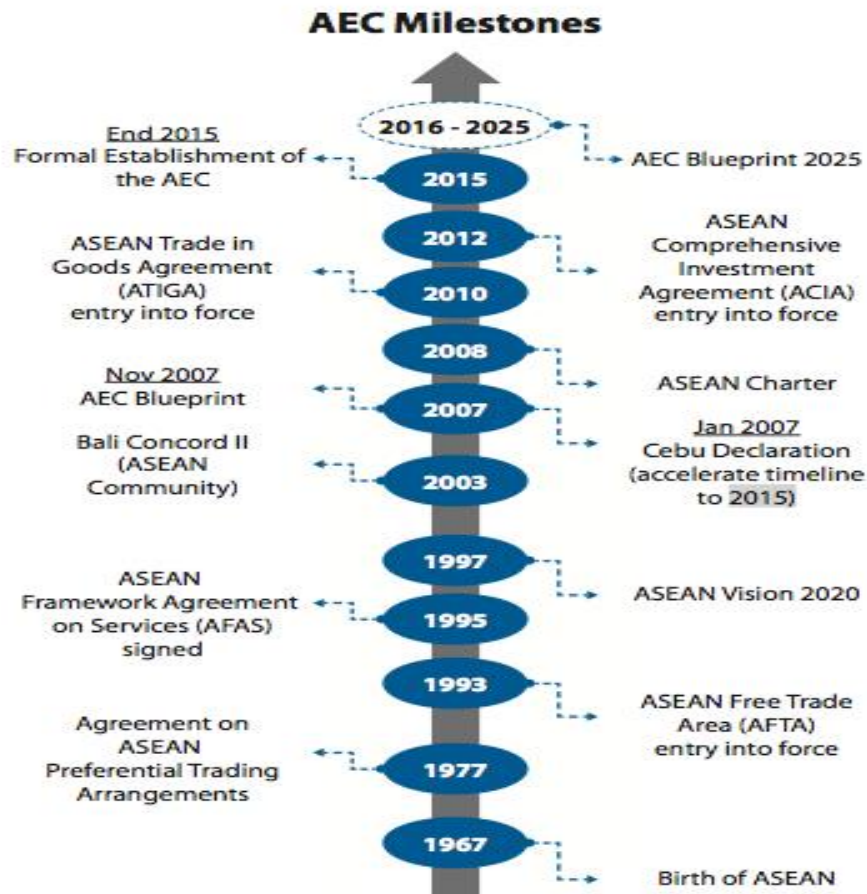 AEC Milestones
2016 - 2025
End 2015
Formal Establishment of
the AEC
AEC Blueprint 2025
2015
2012
ASEAN
Comprehensive
Investment
Agreement (ACIA)
entry into force
ASEAN Trade in
Goods Agreement
(ATIGA)
entry into force
2010
2008
ASEAN Charter
Nov 2007
AEC Blueprint
2007
Jan 2007
Cebu Declaration
(accelerate timeline
to 2015)
Bali Concord II
(ASEAN
Community)
2003
1997
ASEAN Vision 2020
ASEAN
Framework Agreement
on Services (AFAS)
signed
1995
1993
ASEAN Free Trade
Area (AFTA)
entry into force
Agreement on
ASEAN
Preferential Trading
Arrangements
1977
1967
Birth of ASEAN